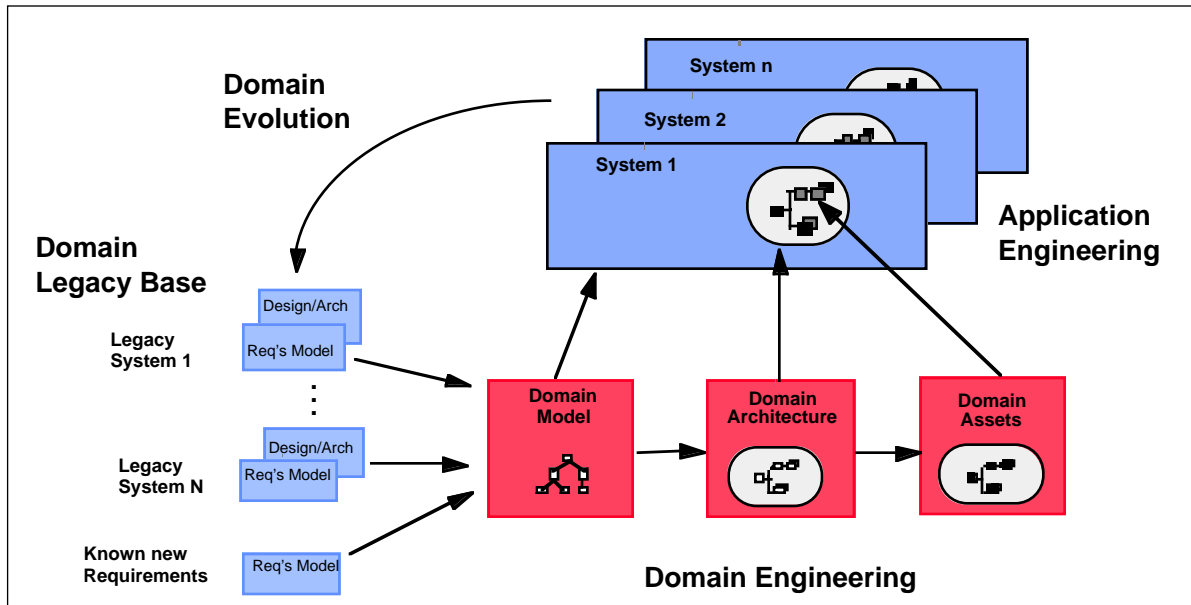 System n
Domain
Evolution
System 2
System 1
Application
Engineering
Domain
Legacy Base
Design/Arch
Legacy
System 1
Req's Model
Domain
Model
Domain
Architecture
Domain
Assets
Design/Arch
Legacy
System N
Req's Model
Known new
Requirements
Req's Model
Domain Engineering